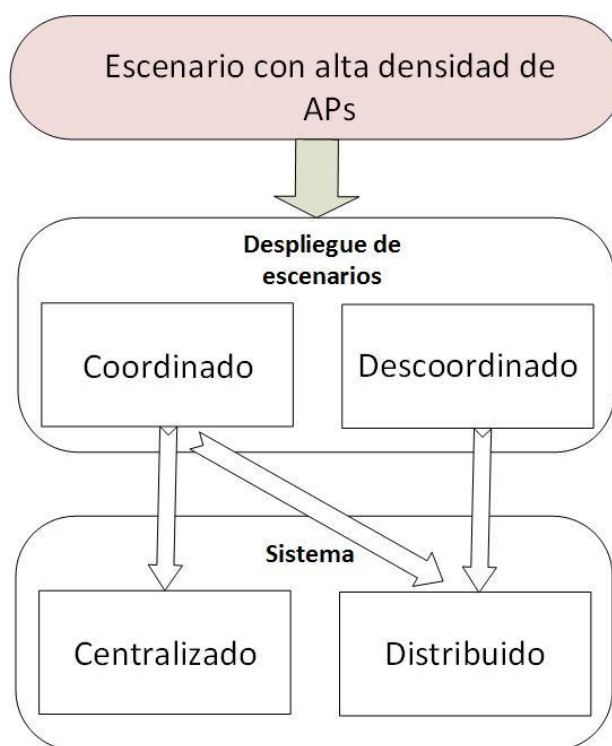 Escenario con alta densidad de
APs
Despliegue de
escenarios
Coordinado
Descoordinado
Sistema
Centralizado
Distribuido